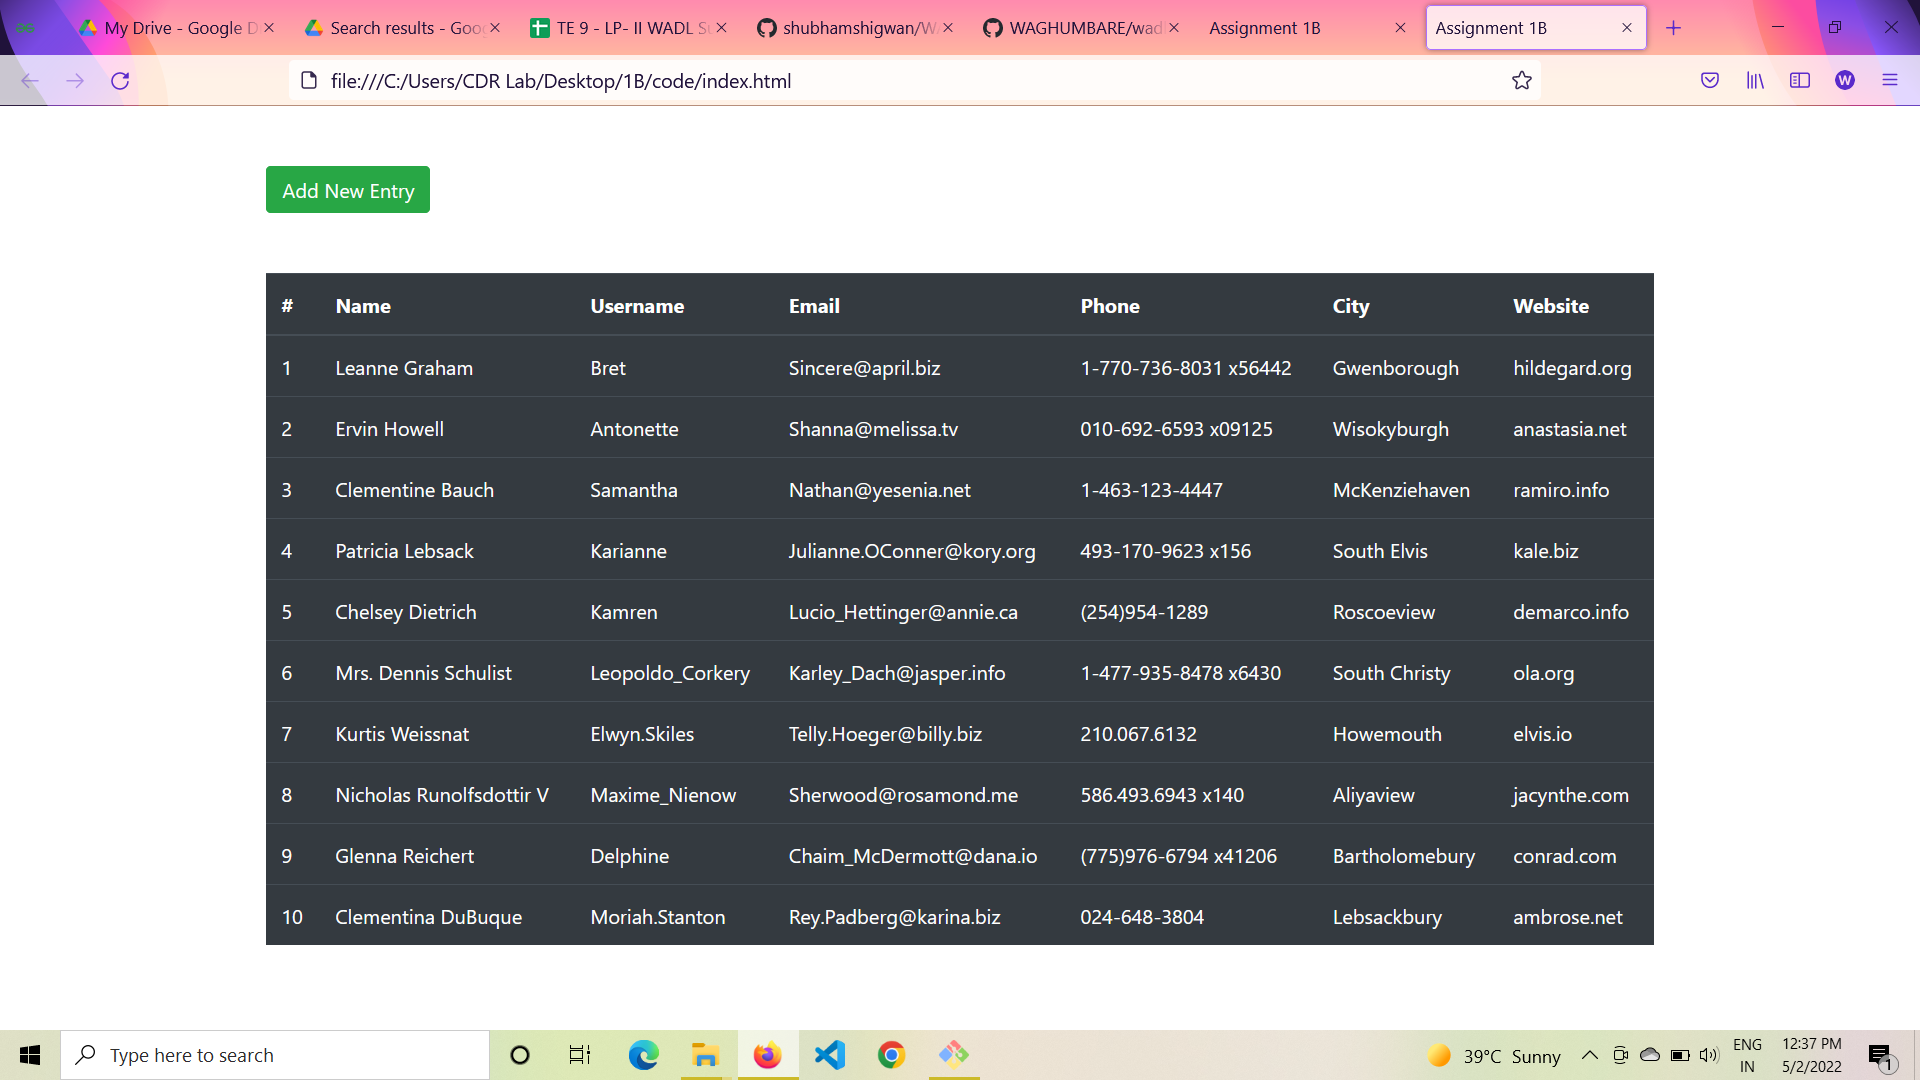 My Drive - Google D
Search results - Goog
TE 9 - LP- II WADL Su
shubhamshigwan/WA
WAGHUMBARE/wadl
Assignment 1B
Assignment 1B
file:///C:/Users/CDR Lab/Desktop/1B/code/index.html
W
Add New Entry
# Name Username Email Phone City Website
1 Leanne Graham Bret Sincere@april.biz 1-770-736-8031 x56442 Gwenborough hildegard.org
2 Ervin Howell Antonette Shanna@melissa.tv 010-692-6593 x09125 Wisokyburgh anastasia.net
3 Clementine Bauch Samantha Nathan@yesenia.net 1-463-123-4447 McKenziehaven ramiro.info
4 Patricia Lebsack Karianne Julianne.OConner@kory.org 493-170-9623 x156 South Elvis kale.biz
5 Chelsey Dietrich Kamren Lucio_Hettinger@annie.ca (254)954-1289 Roscoeview demarco.info
6 Mrs. Dennis Schulist Leopoldo_Corkery Karley_Dach@jasper.info 1-477-935-8478 x6430 South Christy ola.org
7 Kurtis Weissnat Elwyn.Skiles Telly.Hoeger@billy.biz 210.067.6132 Howemouth elvis.io
8 Nicholas Runolfsdottir V Maxime_Nienow Sherwood@rosamond.me 586.493.6943 x140 Aliyaview jacynthe.com
9 Glenna Reichert Delphine Chaim_McDermott@dana.io (775)976-6794 x41206 Bartholomebury conrad.com
10 Clementina DuBuque Moriah.Stanton Rey.Padberg@karina.biz 024-648-3804 Lebsackbury ambrose.net
Type here to search
39°C Sunny
ENG
IN
12:37 PM
5/2/2022
1